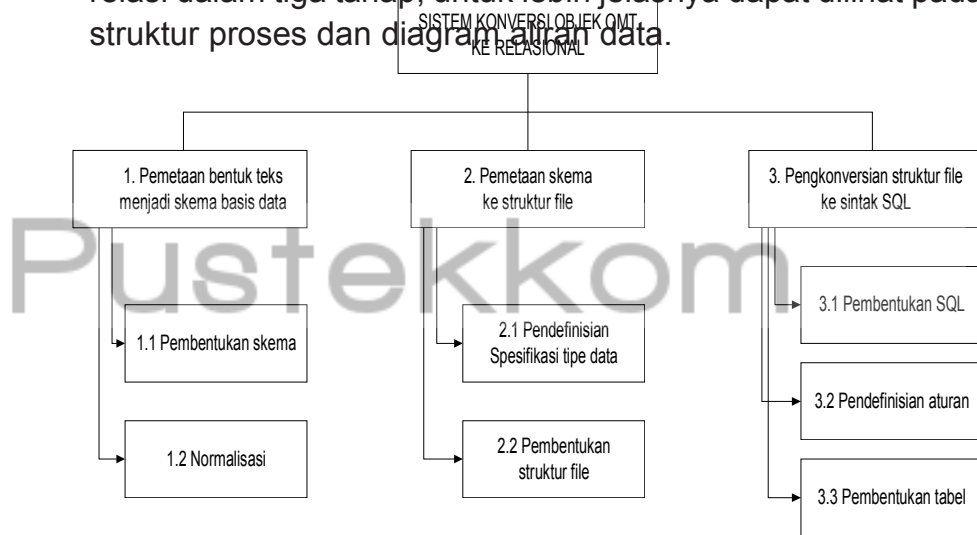 relasi dalam tiga tahap, untuk lebih jelasnya dapat dilihat pada
struktur proses dan diagram aliran data.
SISTEM KONVERSI OBJEK OMT
KE RELASIONAL
1. Pemetaan bentuk teks
menjadi skema basis data
2. Pemetaan skema
ke struktur file
3. Pengkonversian struktur file
ke sintak SQL
Pustekkom
1.1 Pembentukan skema
1.2 Normalisasi
2.1 Pendefinisian
Spesifikasi tipe data
2.2 Pembentukan
struktur file
3.1 Pembentukan SQL
3.2 Pendefinisian aturan
3.3 Pembentukan tabel